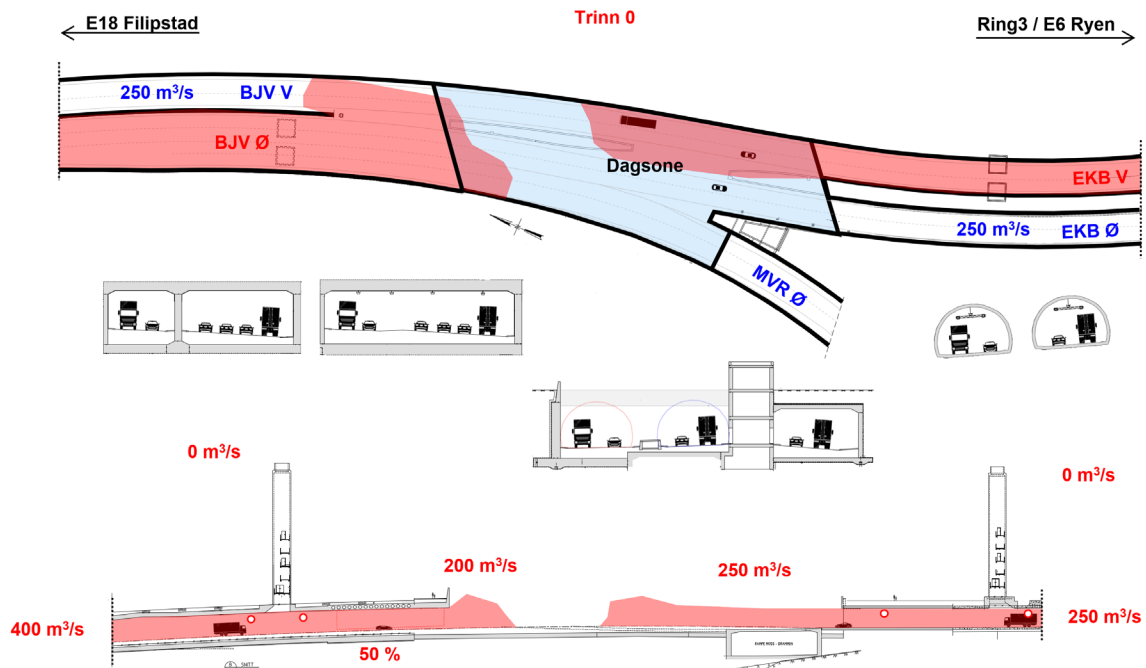 Trinn 0
E18 Filipstad
Ring3 / E6 Ryen
250 m³/s BJV V
BJV Ø
Dagsone
EKB V
250 m³/s EKB Ø
MVR Ø
0 m³/s
0 m³/s
200 m³/s
250 m³/s
400 m³/s
250 m³/s
50 %
SNITT